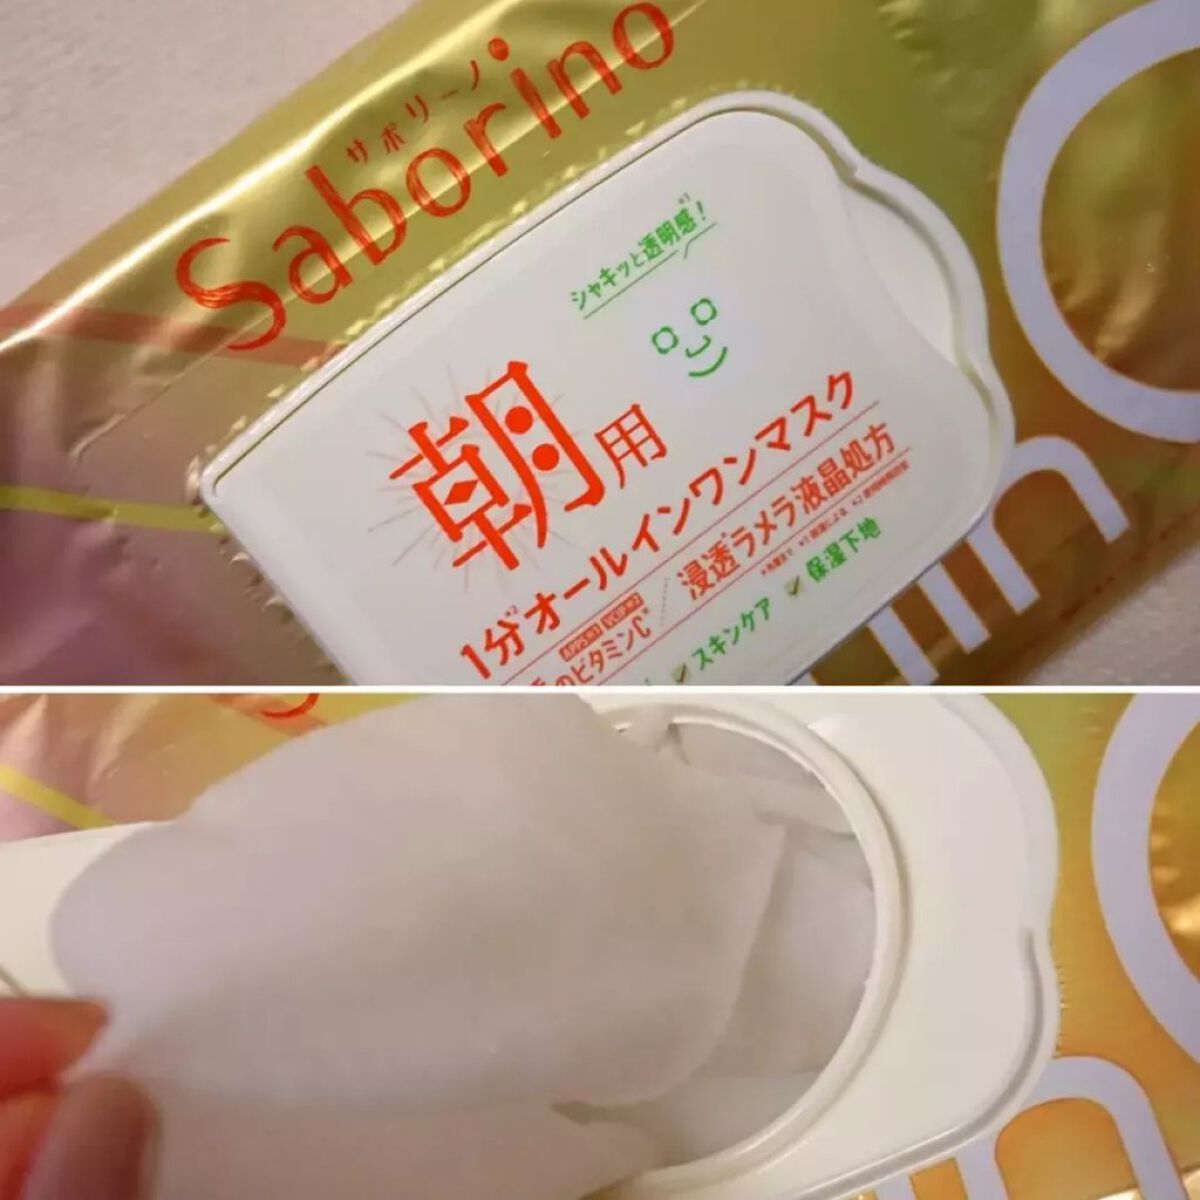 サボリーノ
Saborino
シャキッと透明感!
朝用
1分オールインワンマスク
のビタミンC
浸透ラメラ液晶処方
スキンケア
保湿下地